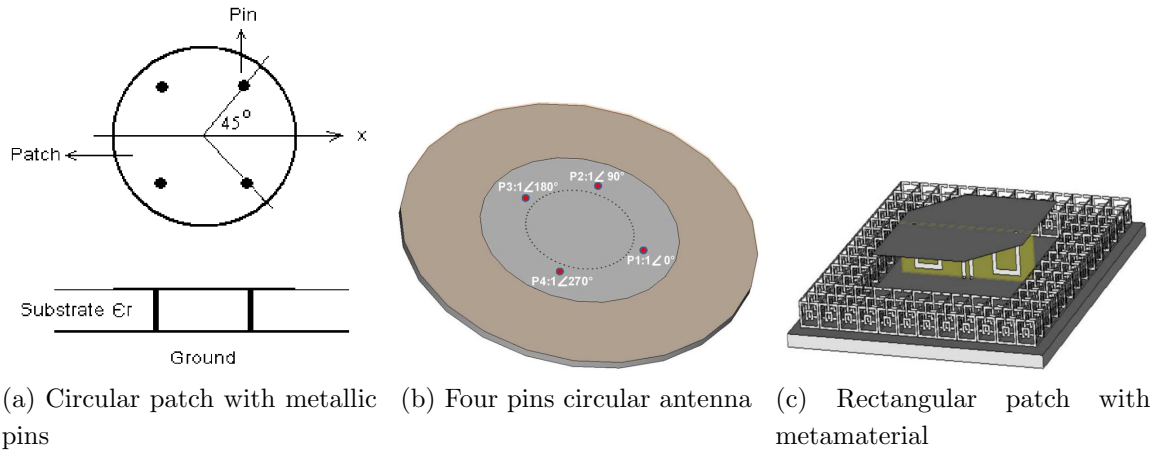 Pin
45°
x
Patch
Substrate Єr
Ground
P3:1∠180°
P2:1∠90°
P1:1∠0°
P4:1∠270°
(a) Circular patch with metallic
pins
(b) Four pins circular antenna
(c) Rectangular patch with
metamaterial